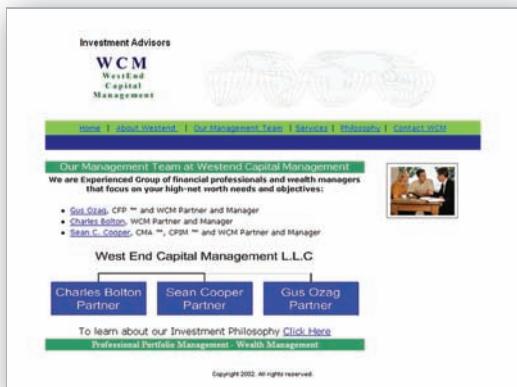 Investment Advisors
WCM
WestEnd
Capital
Management
Home | About Westend | Our Management Team | Services | Philosophy | Contact WCM
Our Management Team at Westend Capital Management
We are Experienced Group of financial professionals and wealth managers
that focus on your high-net worth needs and objectives:
• Gus Ozag, CFP ™ and WCM Partner and Manager
• Charles Bolton, WCM Partner and Manager
• Sean C. Cooper, CMA ™, CPIM ™ and WCM Partner and Manager
West End Capital Management L.L.C
Charles Bolton
Partner
Sean Cooper
Partner
Gus Ozag
Partner
To learn about our Investment Philosophy Click Here
Professional Portfolio Management - Wealth Management
Copyright 2002. All rights reserved.